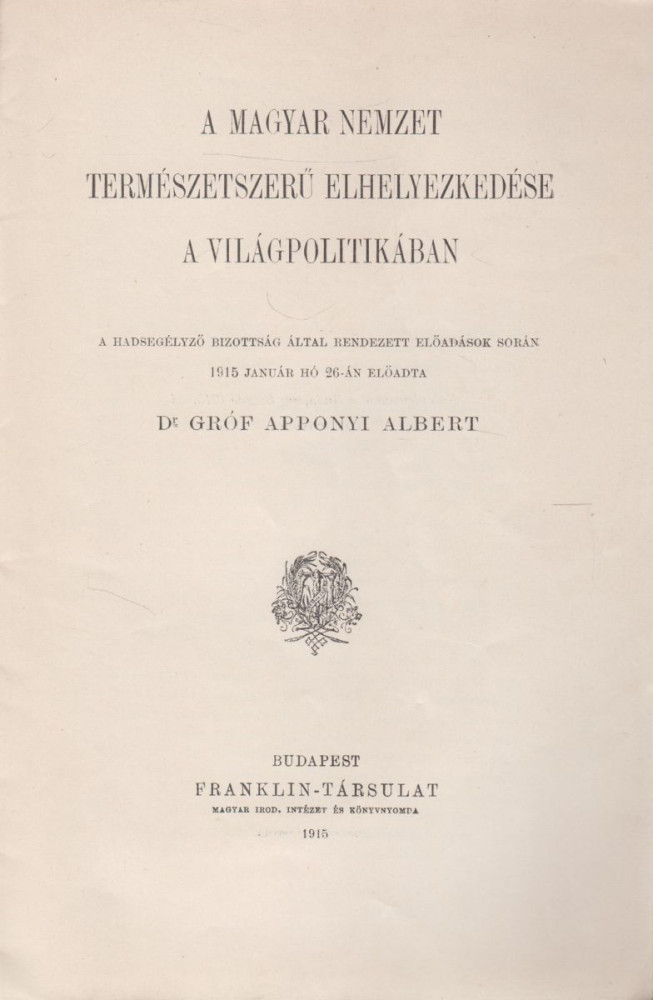 A MAGYAR NEMZET
TERMÉSZETSZERŰ ELHELYEZKEDÉSE
A VILÁGPOLITIKÁBAN
A HADSEGÉLYZŐ BIZOTTSÁG ÁLTAL RENDEZETT ELŐADÁSOK SORÁN
1915 JANUÁR HÓ 26-ÁN ELŐADTA
Dr. GRÓF APPONYI ALBERT
BUDAPEST
FRANKLIN-TÁRSULAT
MAGYAR IROD. INTÉZET ÉS KÖNYVNYOMDA
1915